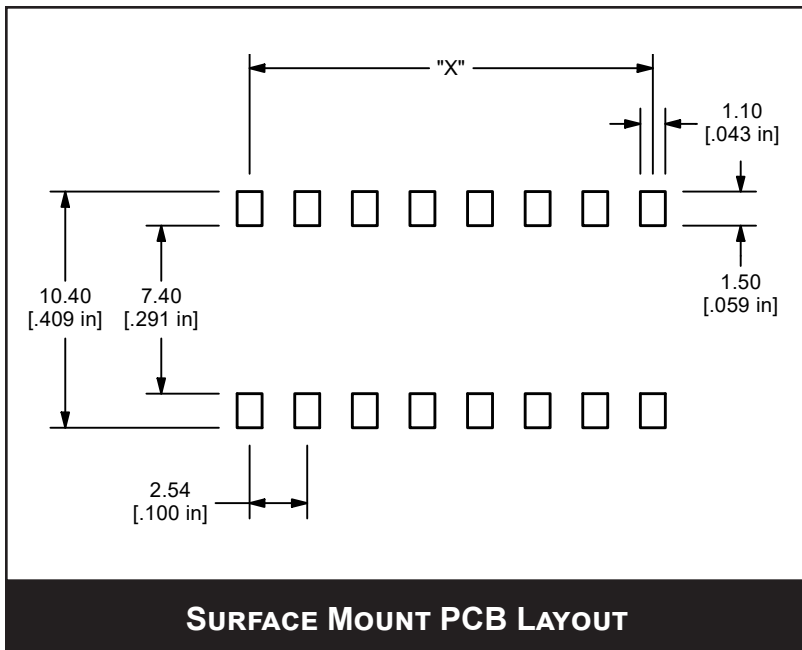 "X"
1.10
[.043 in]
10.40
[.409 in]
7.40
[.291 in]
1.50
[.059 in]
2.54
[.100 in]
SURFACE MOUNT PCB LAYOUT